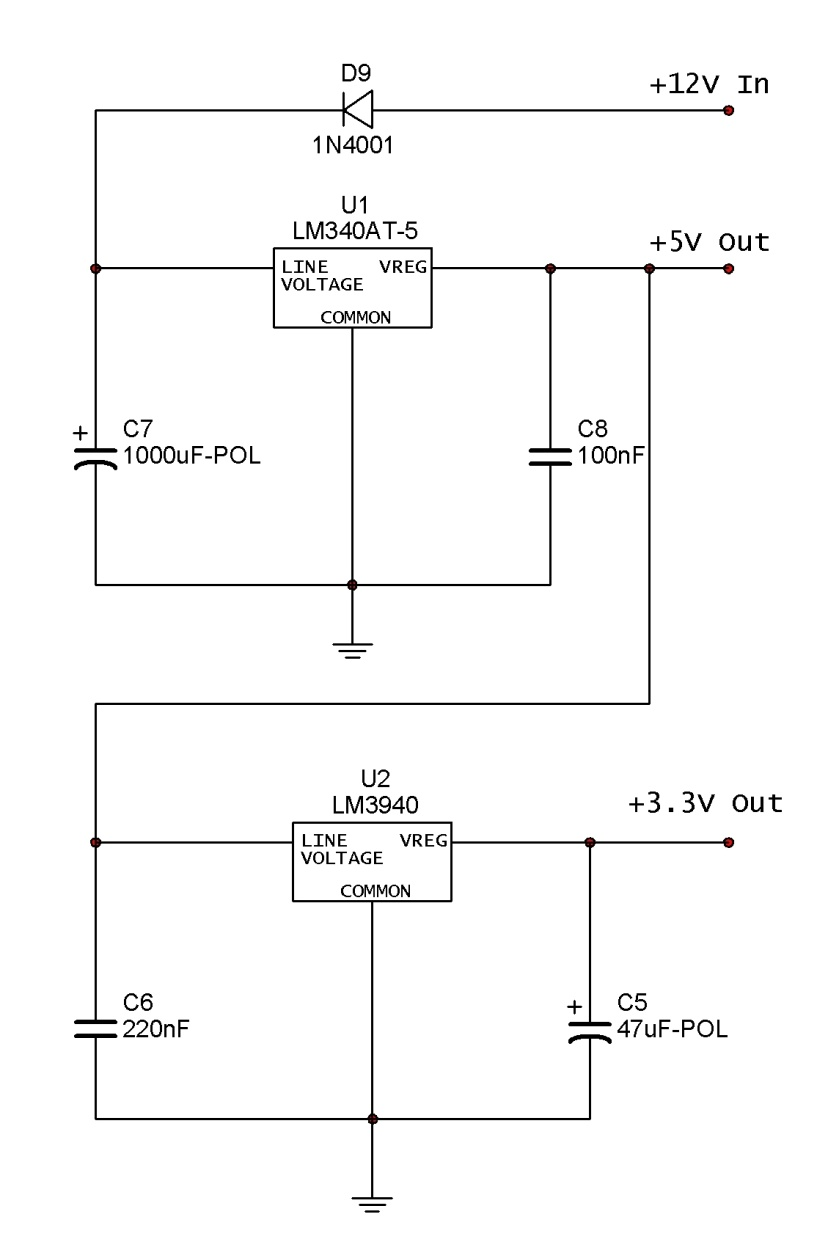 D9
+12V In
1N4001
U1
LM340AT-5
+5V Out
LINE VREG
VOLTAGE
COMMON
+ C7
1000uF-POL
C8
100nF
U2
LM3940
+3.3V Out
LINE VREG
VOLTAGE
COMMON
C6
220nF
+ C5
47uF-POL